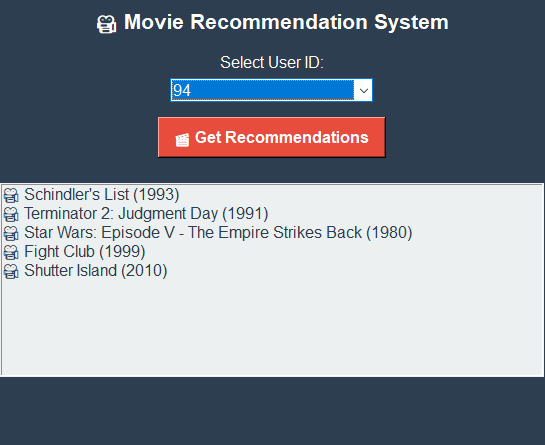 Movie Recommendation System
Select User ID:
94
Get Recommendations
Schindler's List (1993)
Terminator 2: Judgment Day (1991)
Star Wars: Episode V - The Empire Strikes Back (1980)
Fight Club (1999)
Shutter Island (2010)